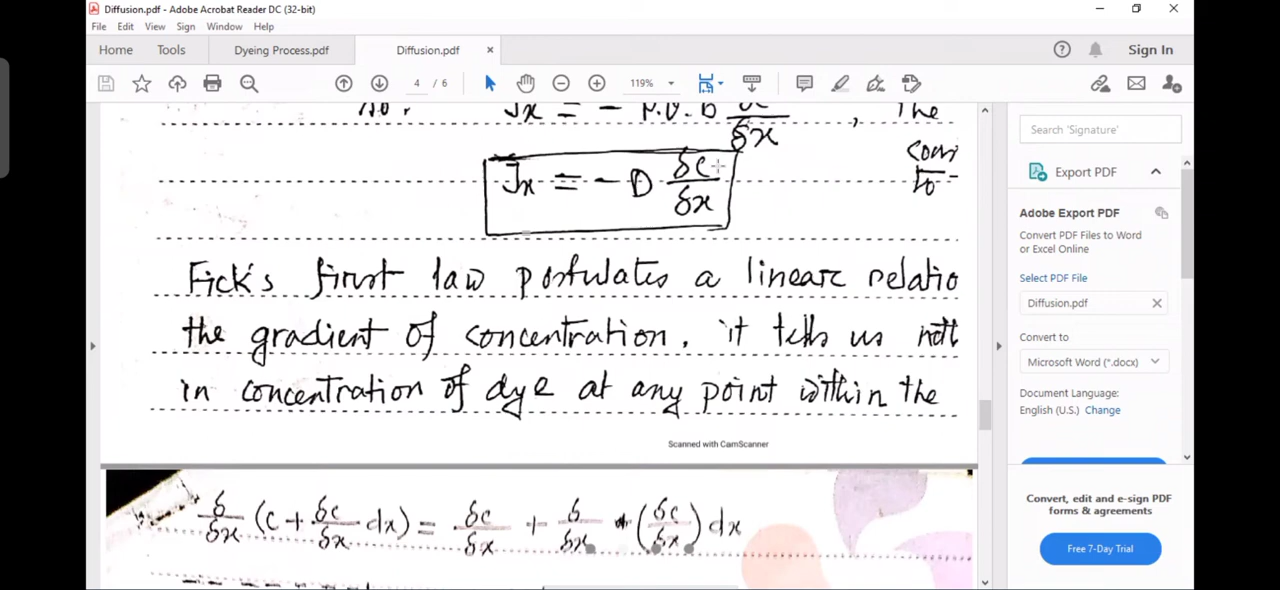 Diffusion.pdf - Adobe Acrobat Reader DC (32-bit)
File Edit View Sign Window Help
Home Tools Dyeing Process.pdf Diffusion.pdf × Sign In
4 / 6 119%
Jx = - P.V. D δc/δx , The
Jx = - D δc/δx
Fick's first law postulates a linear relatio
the gradient of concentration. it tells us
in concentration of dye at any point within the
Scanned with CamScanner
δ/δx (c + δc/δx dx) = δc/δx + δ/δx (δc/δx) dx
Search 'Signature'
Export PDF
Adobe Export PDF
Convert PDF Files to Word
or Excel Online
Select PDF File
Diffusion.pdf ×
Convert to
Microsoft Word (*.docx)
Document Language:
English (U.S.) Change
Convert, edit and e-sign PDF
forms & agreements
Free 7-Day Trial